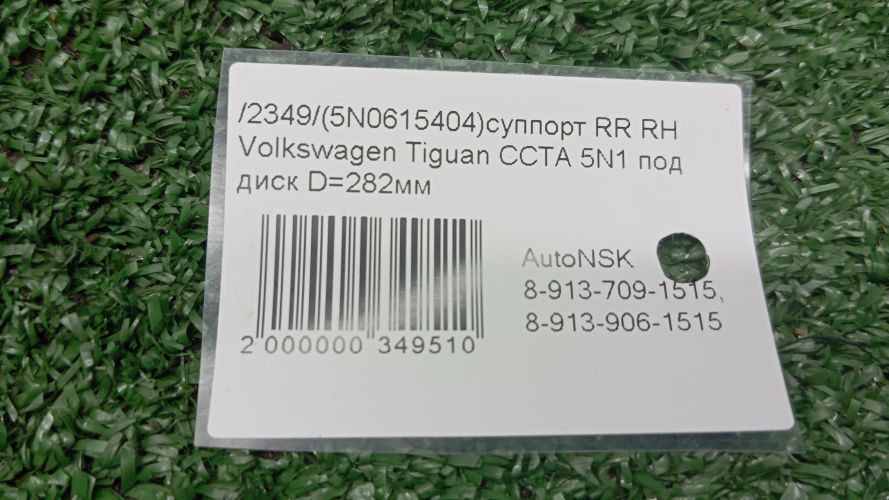 /2349/(5N0615404)суппорт RR RH
Volkswagen Tiguan CCTA 5N1 под
диск D=282мм
AutoNSK
8-913-709-1515,
8-913-906-1515
2 000000 349510